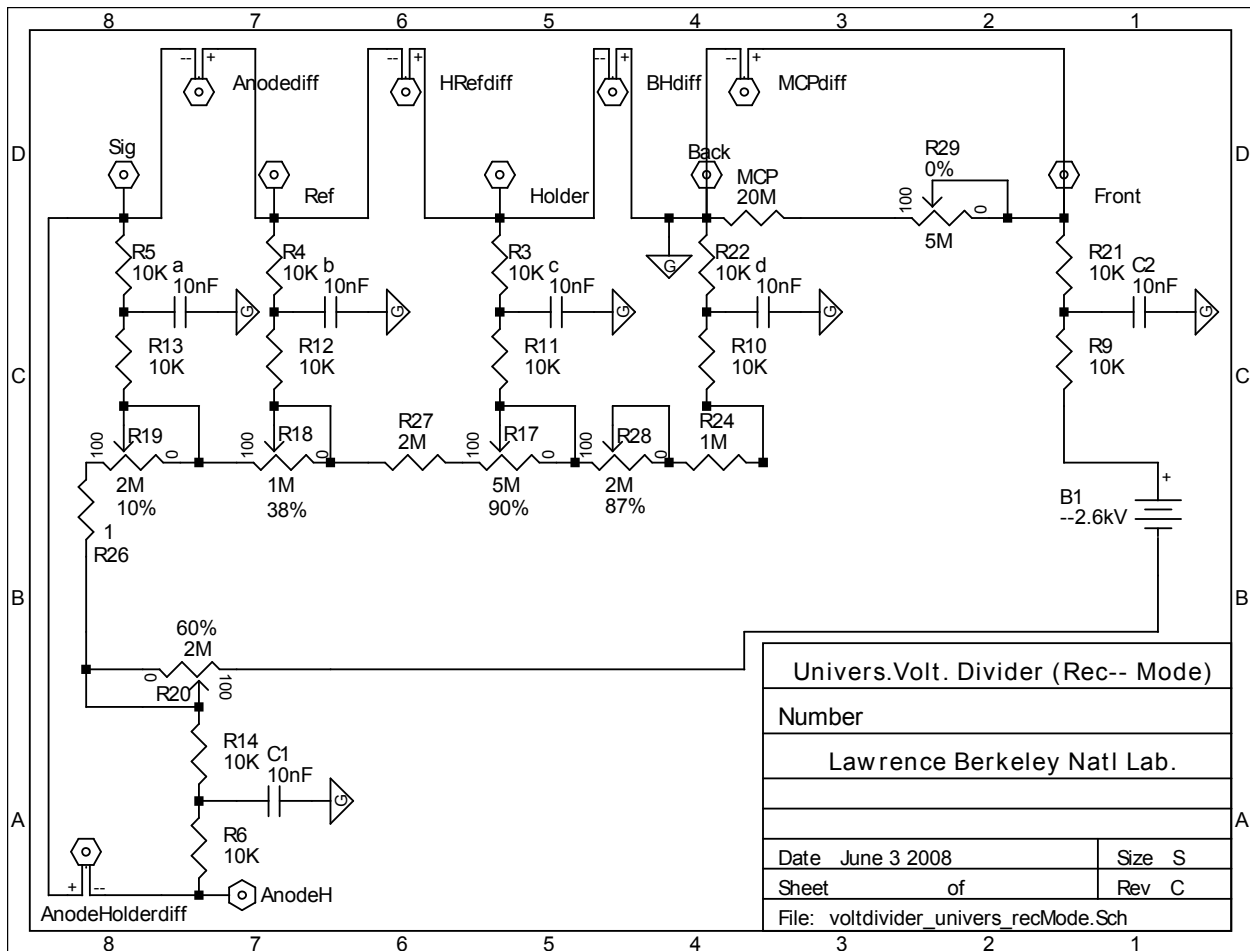 8 7 6 5 4 3 2 1
-- + -- + -- + -- +
Anodediff HRefdiff BHdiff MCPdiff
D D
Sig Ref Holder Back Front
MCP
20M
R29
0%
100 0
5M
G
R5
10K
a
10nF
G
R4
10K
b
10nF
G
R3
10K
c
10nF
G
R22
10K
d
10nF
G
R21
10K
C2
10nF
G
C C
R13
10K
R12
10K
R11
10K
R10
10K
R9
10K
100 R19 0
2M
10%
100 R18 0
1M
38%
R27
2M
100 R17 0
5M
90%
100 R28 0
2M
87%
R24
1M
B1
--2.6kV
+
1
R26
B B
60%
2M
0 R20 100
R14
10K
C1
10nF
G
A A
R6
10K
+ --
AnodeHolderdiff
AnodeH
Univers.Volt. Divider (Rec-- Mode)
Number
Lawrence Berkeley Natl Lab.
Date June 3 2008 Size S
Sheet of Rev C
File: voltdivider_univers_recMode.Sch
8 7 6 5 4 3 2 1